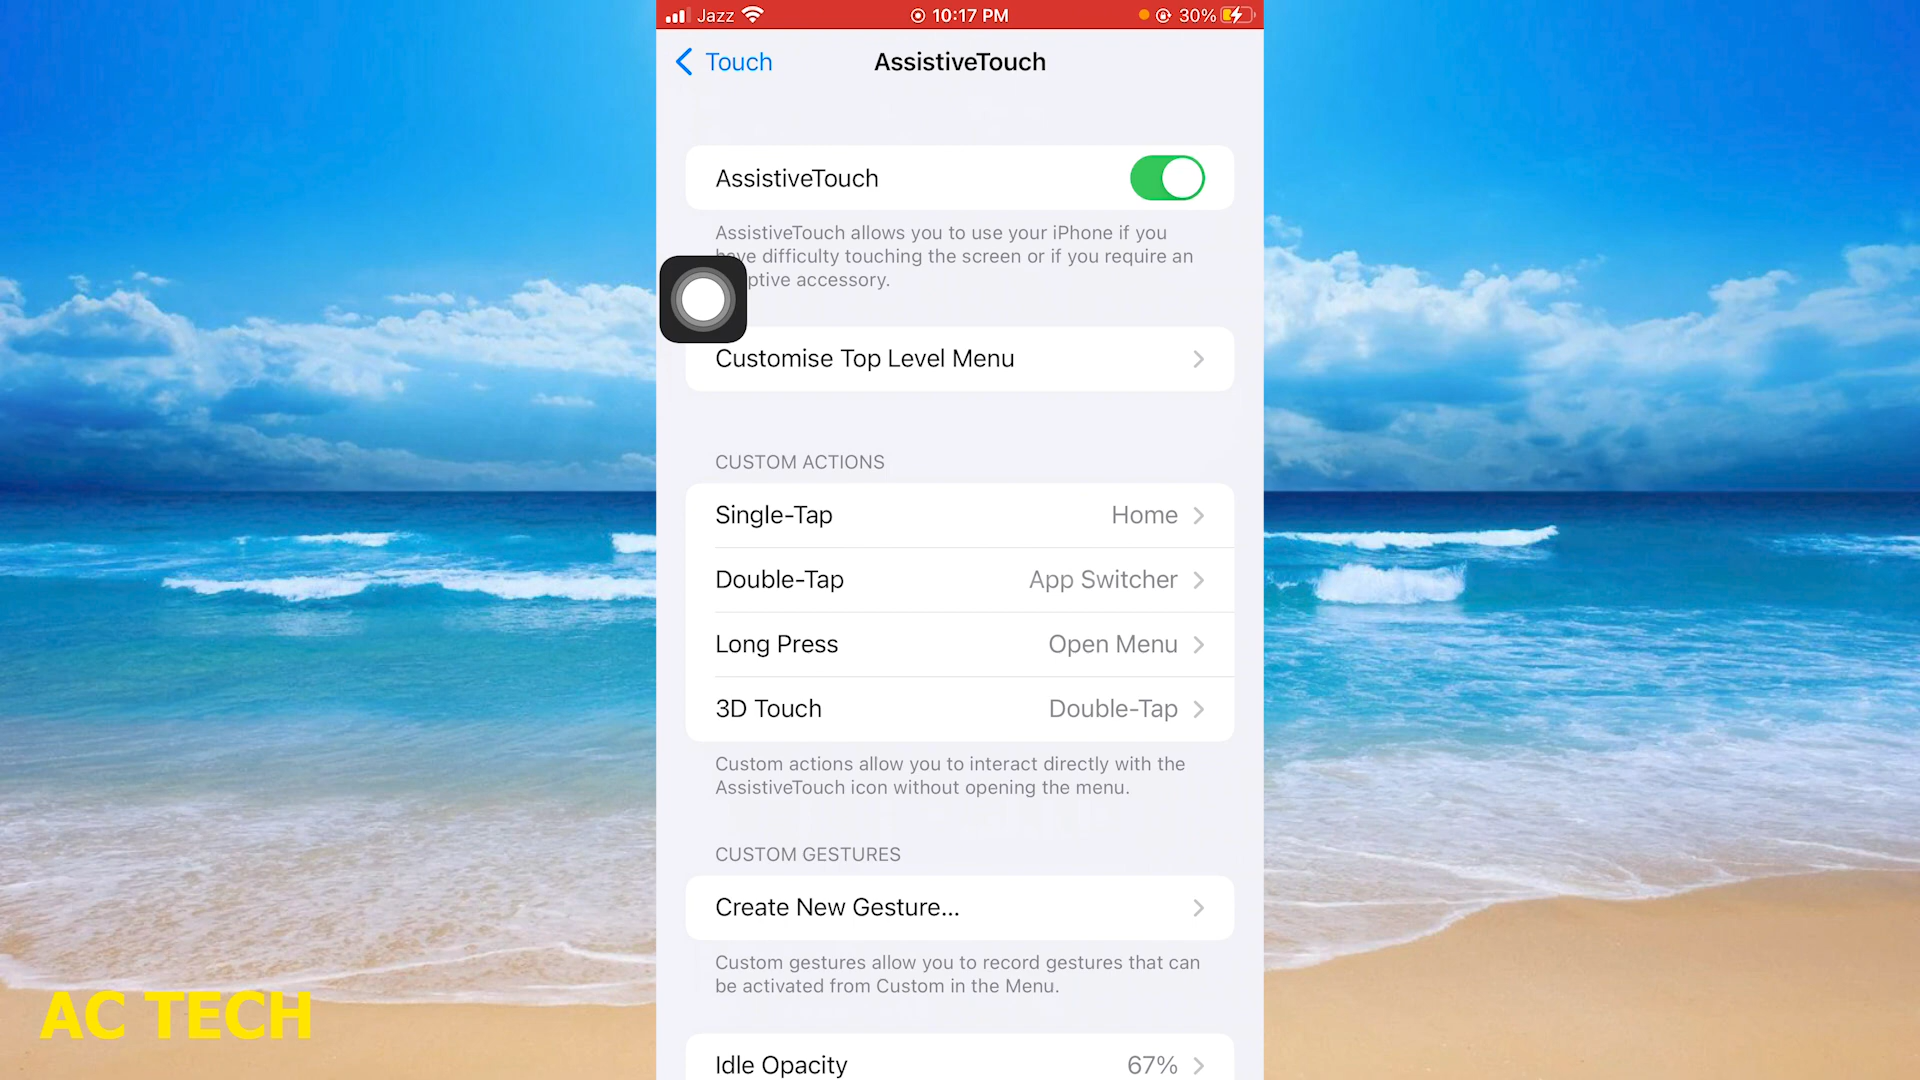 Jazz 10:17 PM 30%
Touch AssistiveTouch
AssistiveTouch
AssistiveTouch allows you to use your iPhone if you
difficulty touching the screen or if you require an
ptive accessory.
Customise Top Level Menu
CUSTOM ACTIONS
Single-Tap Home
Double-Tap App Switcher
Long Press Open Menu
3D Touch Double-Tap
Custom actions allow you to interact directly with the
AssistiveTouch icon without opening the menu.
CUSTOM GESTURES
Create New Gesture...
Custom gestures allow you to record gestures that can
be activated from Custom in the Menu.
Idle Opacity 67%
AC TECH